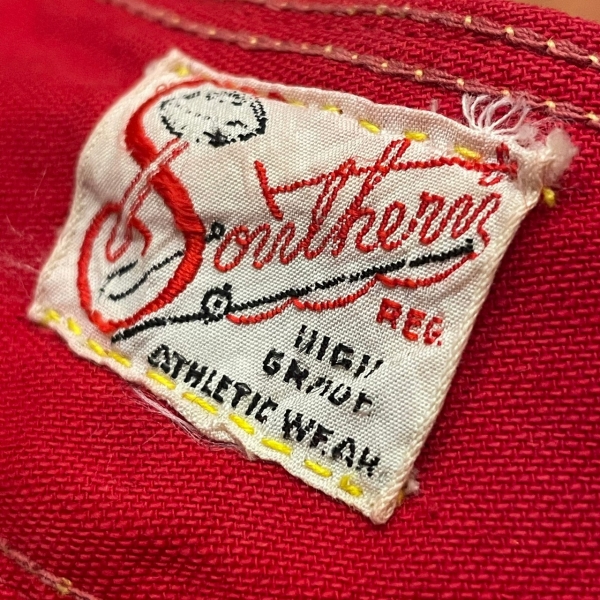 Southern
REG.
HIGH
GRADE
ATHLETIC WEAR